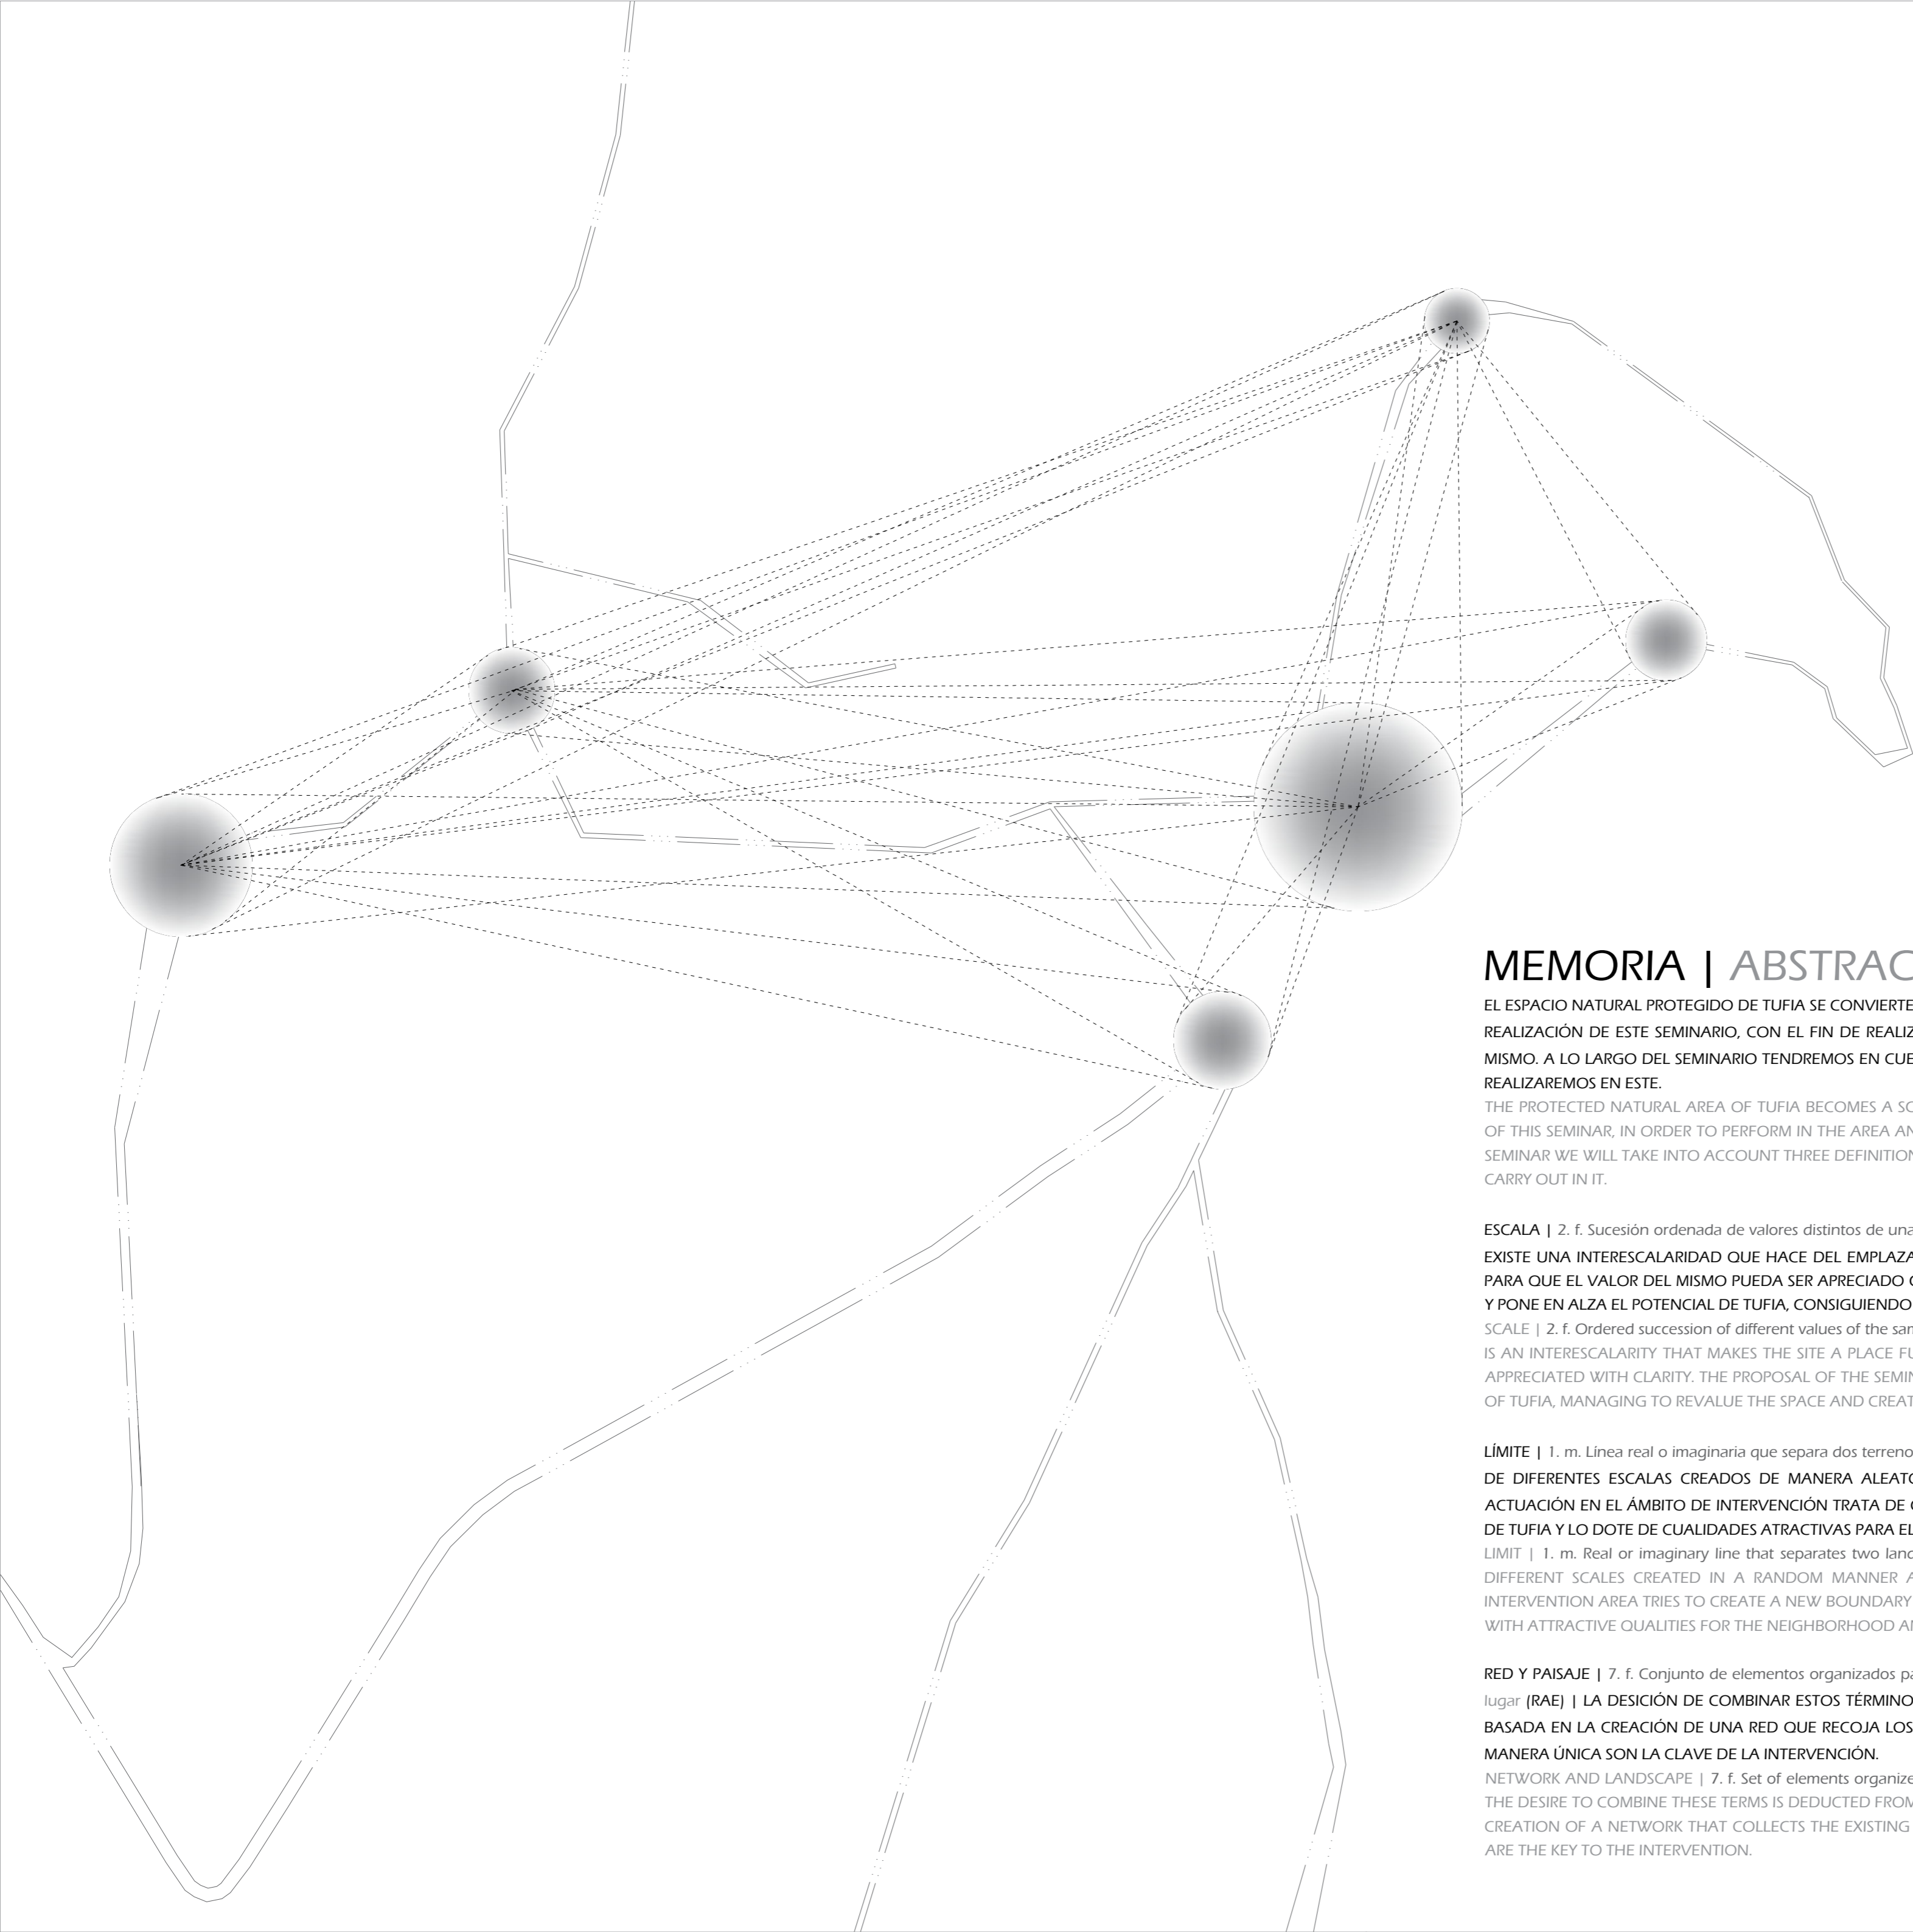 MEMORIA | ABSTRAC
EL ESPACIO NATURAL PROTEGIDO DE TUFIA SE CONVIERTE
REALIZACIÓN DE ESTE SEMINARIO, CON EL FIN DE REALIZ
MISMO. A LO LARGO DEL SEMINARIO TENDREMOS EN CUE
REALIZAREMOS EN ESTE.
THE PROTECTED NATURAL AREA OF TUFIA BECOMES A SC
OF THIS SEMINAR, IN ORDER TO PERFORM IN THE AREA AN
SEMINAR WE WILL TAKE INTO ACCOUNT THREE DEFINITION
CARRY OUT IN IT.
ESCALA | 2. f. Sucesión ordenada de valores distintos de una
EXISTE UNA INTERESCALARIDAD QUE HACE DEL EMPLAZA
PARA QUE EL VALOR DEL MISMO PUEDA SER APRECIADO
Y PONE EN ALZA EL POTENCIAL DE TUFIA, CONSIGUIENDO
SCALE | 2. f. Ordered succession of different values of the sam
IS AN INTERESCALARITY THAT MAKES THE SITE A PLACE FU
APPRECIATED WITH CLARITY. THE PROPOSAL OF THE SEMIN
OF TUFIA, MANAGING TO REVALUE THE SPACE AND CREAT
LÍMITE | 1. m. Línea real o imaginaria que separa dos terreno
DE DIFERENTES ESCALAS CREADOS DE MANERA ALEATO
ACTUACIÓN EN EL ÁMBITO DE INTERVENCIÓN TRATA DE
DE TUFIA Y LO DOTE DE CUALIDADES ATRACTIVAS PARA EL
LIMIT | 1. m. Real or imaginary line that separates two land
DIFFERENT SCALES CREATED IN A RANDOM MANNER A
INTERVENTION AREA TRIES TO CREATE A NEW BOUNDARY
WITH ATTRACTIVE QUALITIES FOR THE NEIGHBORHOOD AN
RED Y PAISAJE | 7. f. Conjunto de elementos organizados pa
lugar (RAE) | LA DESICIÓN DE COMBINAR ESTOS TÉRMINO
BASADA EN LA CREACIÓN DE UNA RED QUE RECOJA LOS
MANERA ÚNICA SON LA CLAVE DE LA INTERVENCIÓN.
NETWORK AND LANDSCAPE | 7. f. Set of elements organize
THE DESIRE TO COMBINE THESE TERMS IS DEDUCTED FROM
CREATION OF A NETWORK THAT COLLECTS THE EXISTING
ARE THE KEY TO THE INTERVENTION.